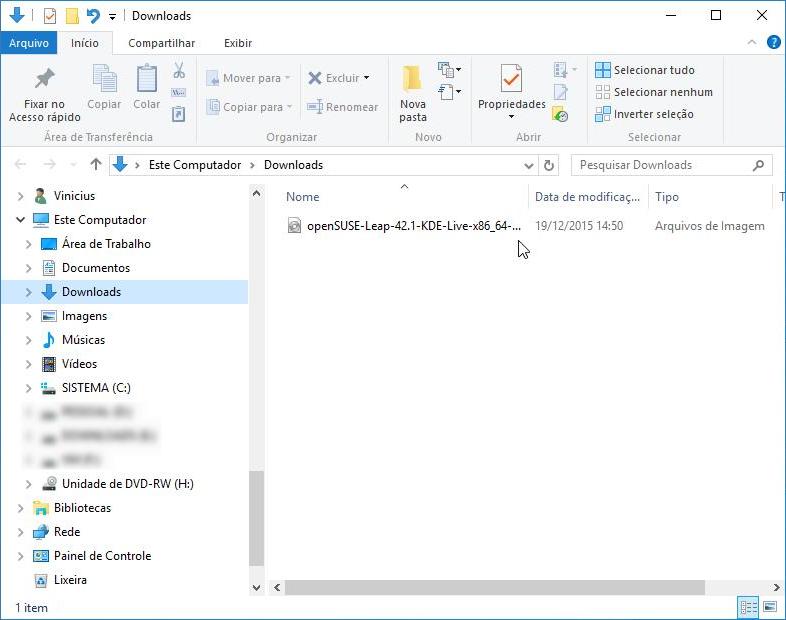 Downloads
Arquivo Início Compartilhar Exibir
Fixar no
Acesso rápido
Copiar
Colar
Área de Transferência
Mover para
Copiar para
Excluir
Renomear
Organizar
Nova
pasta
Novo
Propriedades
Abrir
Selecionar tudo
Selecionar nenhum
Inverter seleção
Selecionar
Este Computador Downloads
Pesquisar Downloads
Vinicius
Este Computador
Área de Trabalho
Documentos
Downloads
Imagens
Músicas
Vídeos
SISTEMA (C:)
Unidade de DVD-RW (H:)
Bibliotecas
Rede
Painel de Controle
Lixeira
Nome Data de modificaç... Tipo T
openSUSE-Leap-42.1-KDE-Live-x86_64-... 19/12/2015 14:50 Arquivos de Imagem
1 item